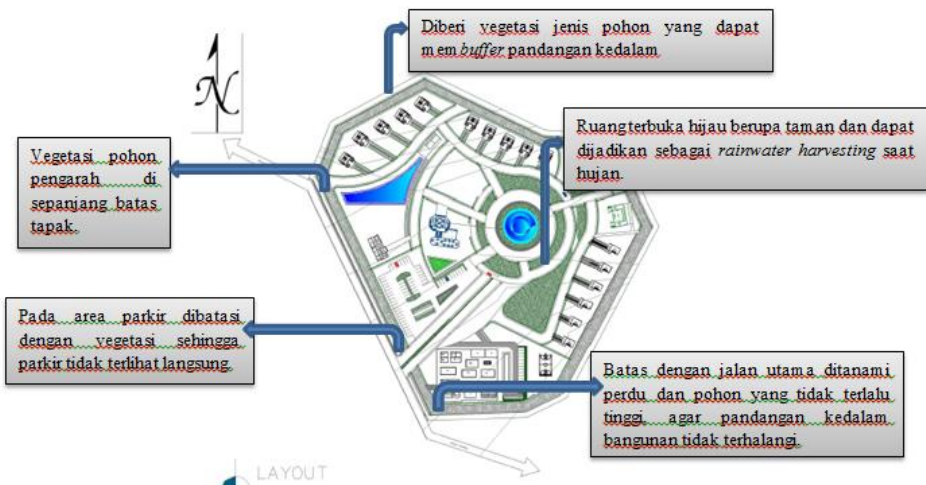 Diberi vegetasi jenis pohon yang dapat
membuffer pandangan kedalam
N
Ruang terbuka hijau berupa taman dan dapat
dijadikan sebagai rainwater harvesting saat
hujan.
Vegetasi pohon
pengarah di
sepanjang batas
tapak.
Pada area parkir dibatasi
dengan vegetasi sehingga
parkir tidak terlihat langsung.
Batas dengan jalan utama ditanami
perdu dan pohon yang tidak terlalu
tinggi, agar pandangan kedalam
bangunan tidak terhalangi.
LAYOUT